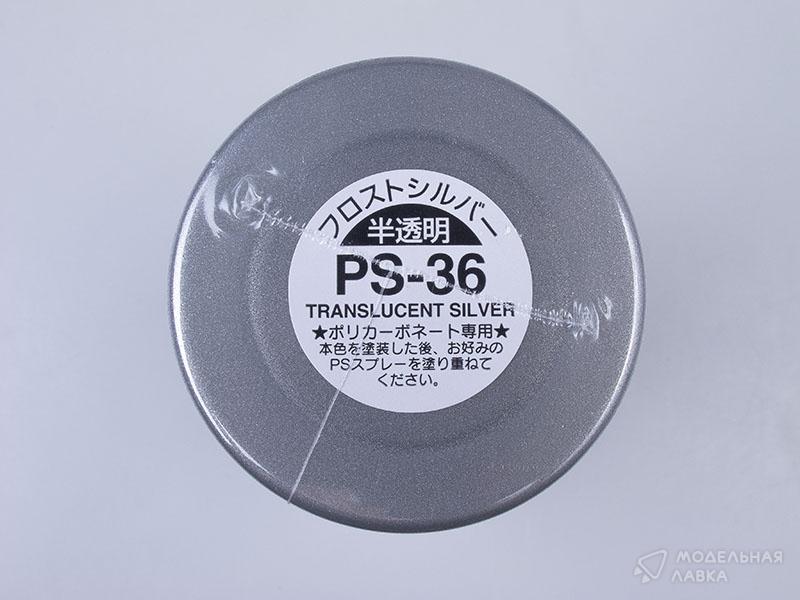 フロストシルバー
半透明
PS-36
TRANSLUCENT SILVER
★ポリカーボネート専用★
本色を塗装した後、お好みの
PSスプレーを塗り重ねて
ください。
МОДЕЛЬНАЯ
ЛАВКА